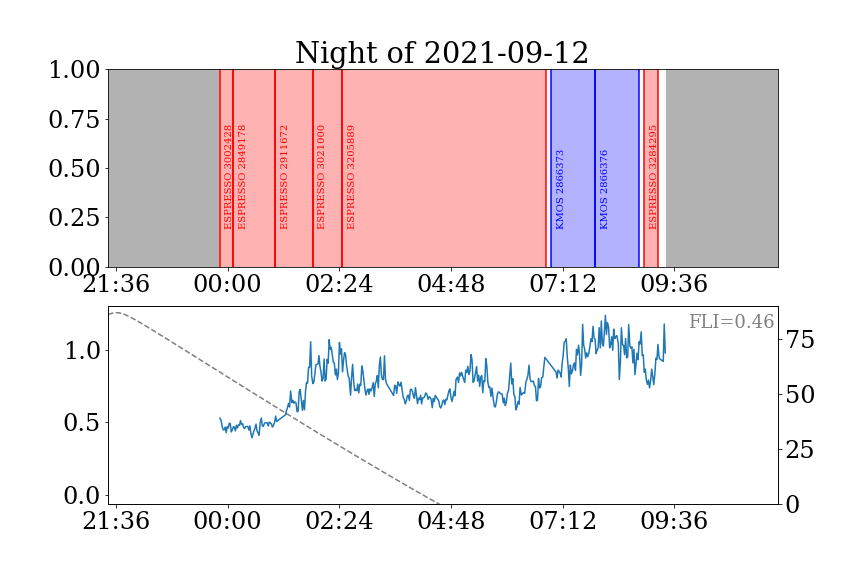 Night of 2021-09-12
1.00
0.75
0.50
0.25
0.00
ESPRESSO 3002428
ESPRESSO 2849178
ESPRESSO 2911672
ESPRESSO 3021000
ESPRESSO 3205889
KMOS 2866373
KMOS 2866376
ESPRESSO 3284295
21:36 00:00 02:24 04:48 07:12 09:36
FLI=0.46
1.0
0.5
0.0
75
50
25
0
21:36 00:00 02:24 04:48 07:12 09:36